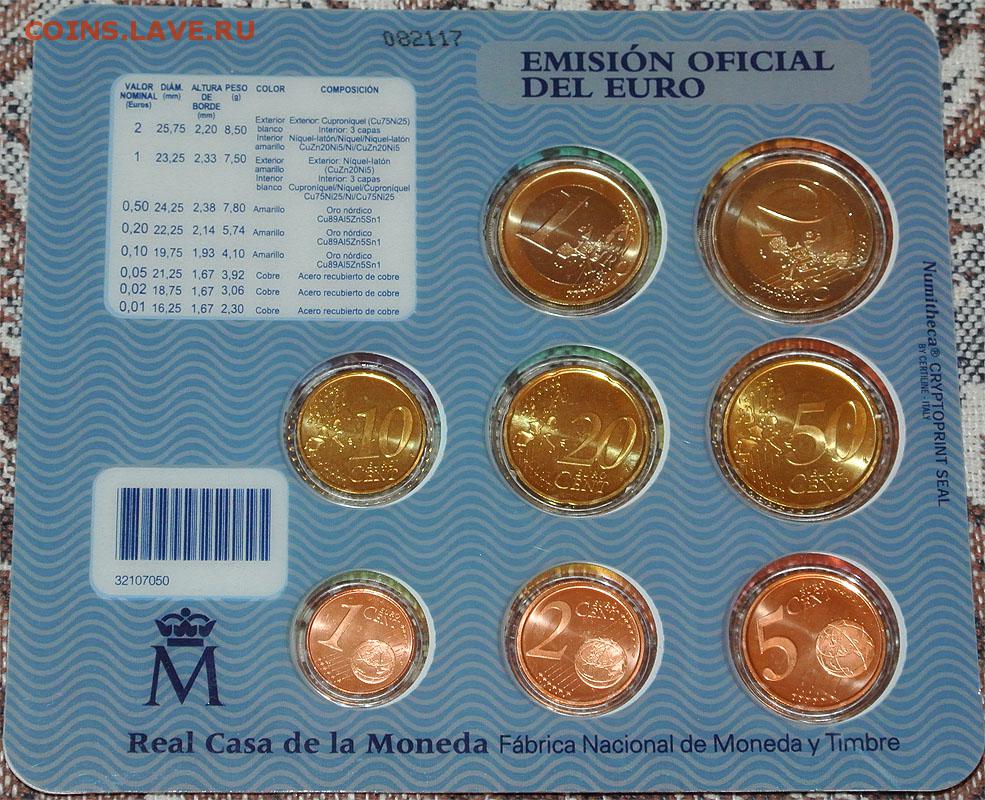 COINS.LAVE.RU
082117
EMISIÓN OFICIAL
DEL EURO
VALOR NOMINAL (Euros) DIÁM. (mm) ALTURA DE BORDE (mm) PESO (g) COLOR COMPOSICIÓN
2 25,75 2,20 8,50 Exterior blanco Interior amarillo Exterior: Cuproníquel (Cu75Ni25) Interior: 3 capas Níquel-latón/Níquel/Níquel-latón CuZn20Ni5/Ni/CuZn20Ni5
1 23,25 2,33 7,50 Exterior amarillo Interior blanco Exterior: Níquel-latón (CuZn20Ni5) Interior: 3 capas Cuproníquel/Níquel/Cuproníquel Cu75Ni25/Ni/Cu75Ni25
0,50 24,25 2,38 7,80 Amarillo Oro nórdico Cu89Al5Zn5Sn1
0,20 22,25 2,14 5,74 Amarillo Oro nórdico Cu89Al5Zn5Sn1
0,10 19,75 1,93 4,10 Amarillo Oro nórdico Cu89Al5Zn5Sn1
0,05 21,25 1,67 3,92 Cobre Acero recubierto de cobre
0,02 18,75 1,67 3,06 Cobre Acero recubierto de cobre
0,01 16,25 1,67 2,30 Cobre Acero recubierto de cobre
1
2
Numitheca® CRYPTOPRINT SEAL
BY CERTILINE - ITALY
10 EURO CENT
20 EURO CENT
50 EURO CENT
32107050
1 EURO CENT
2 EURO CENT
5 EURO CENT
M
Real Casa de la Moneda Fábrica Nacional de Moneda y Timbre